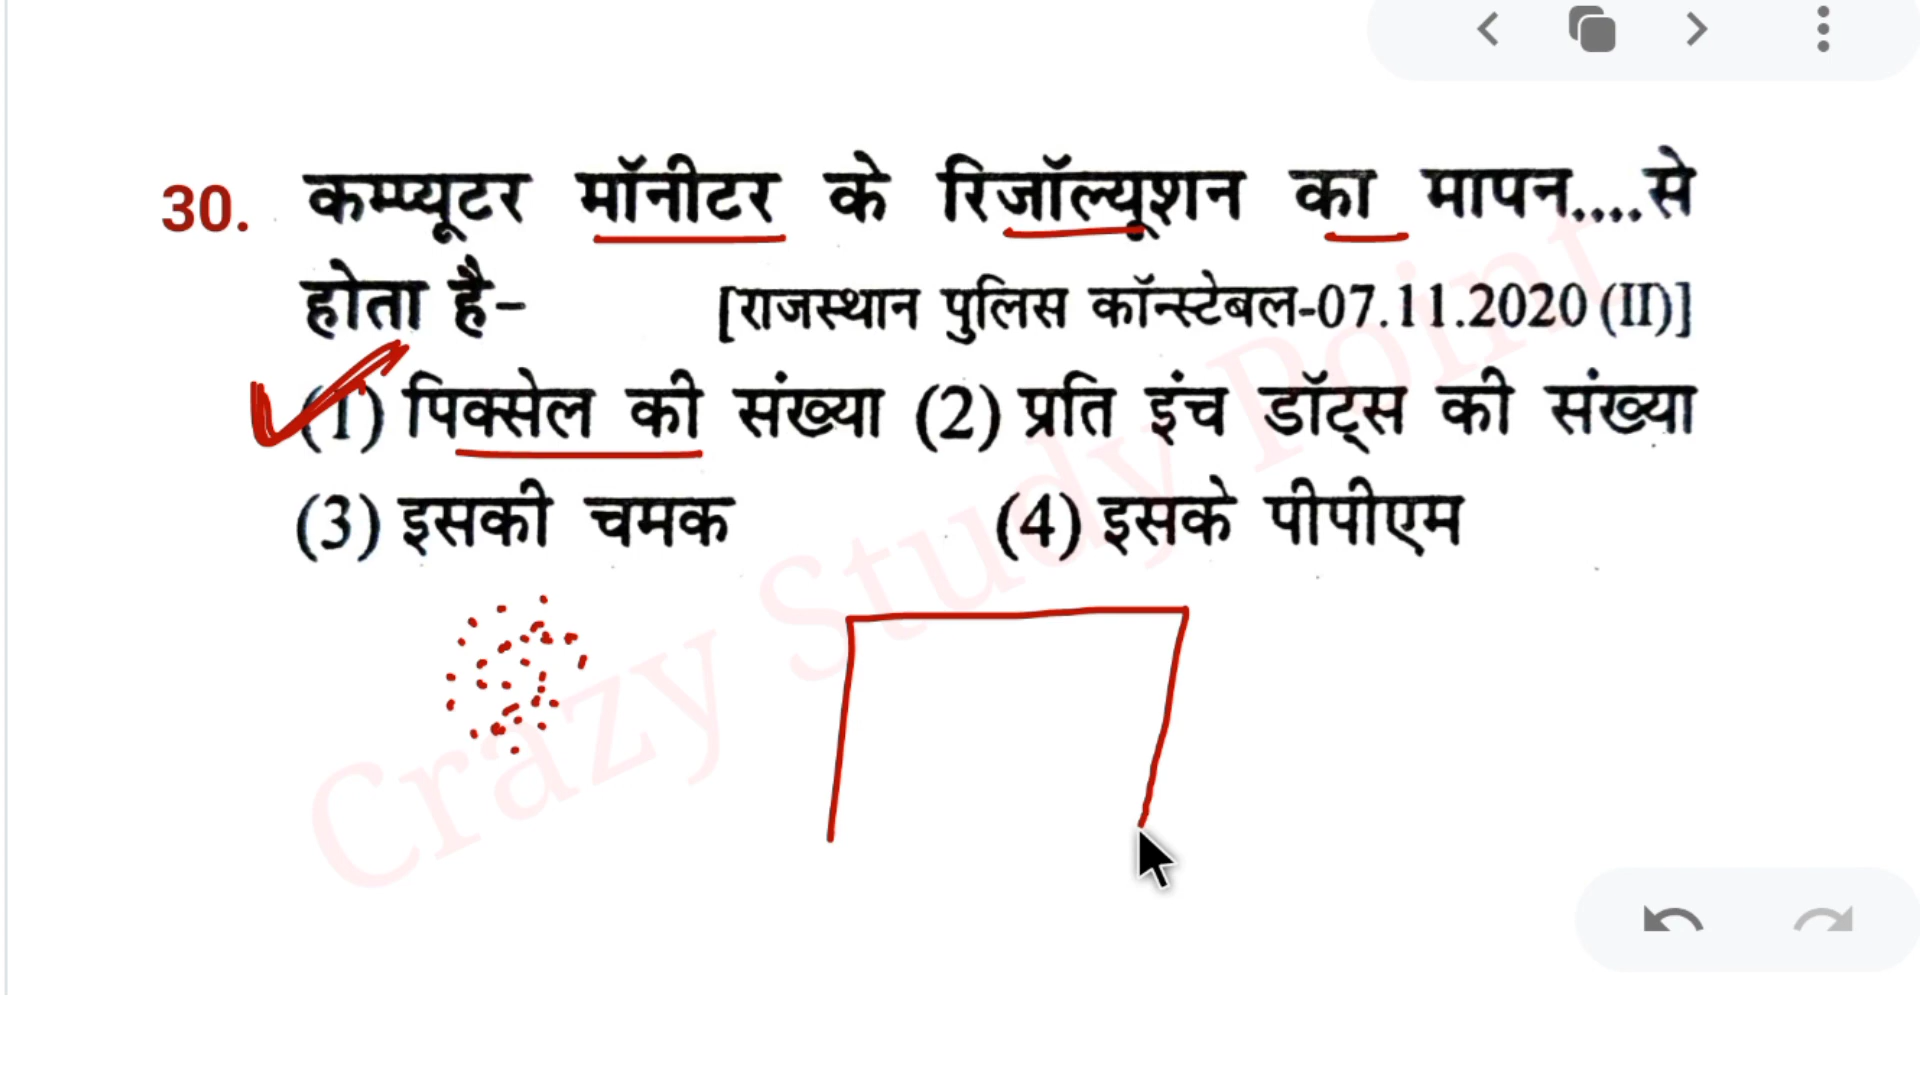 30. कम्प्यूटर मॉनीटर के रिजॉल्यूशन का मापन....से
होता है- [राजस्थान पुलिस कॉन्स्टेबल-07.11.2020 (II)]
(1) पिक्सेल की संख्या (2) प्रति इंच डॉट्स की संख्या
(3) इसकी चमक (4) इसके पीपीएम
Crazy Study Point